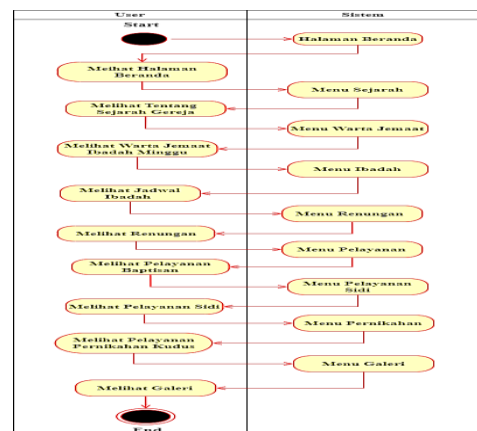 User
Sistem
Start
Halaman Beranda
Melihat Halaman
Beranda
Menu Sejarah
Melihat Tentang
Sejarah Gereja
Menu Warta Jemaat
Melihat Warta Jemaat
Ibadah Minggu
Menu Ibadah
Melihat Jadwal
Ibadah
Menu Renungan
Melihat Renungan
Menu Pelayanan
Melihat Pelayanan
Baptisan
Menu Pelayanan
Sidi
Melihat Pelayanan Sidi
Menu Pernikahan
Melihat Pelayanan
Pernikahan Kudus
Menu Galeri
Melihat Galeri
End